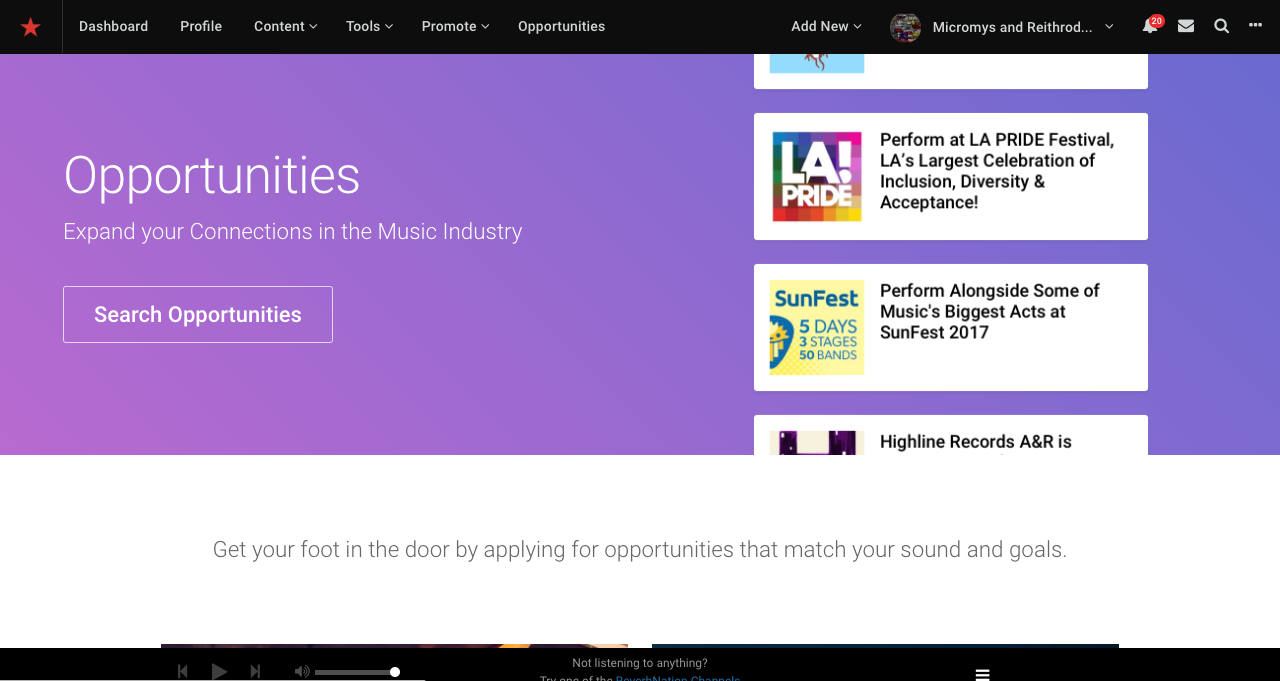 Dashboard
Profile
Content
Tools
Promote
Opportunities
Add New
Micromys and Reithrod...
20
Opportunities
Expand your Connections in the Music Industry
Search Opportunities
LA!
PRIDE
Perform at LA PRIDE Festival,
LA’s Largest Celebration of
Inclusion, Diversity &
Acceptance!
SunFest
5 DAYS
3 STAGES
50 BANDS
Perform Alongside Some of
Music's Biggest Acts at
SunFest 2017
Highline Records A&R is
Get your foot in the door by applying for opportunities that match your sound and goals.
Not listening to anything?
Try one of the ReverbNation Channels